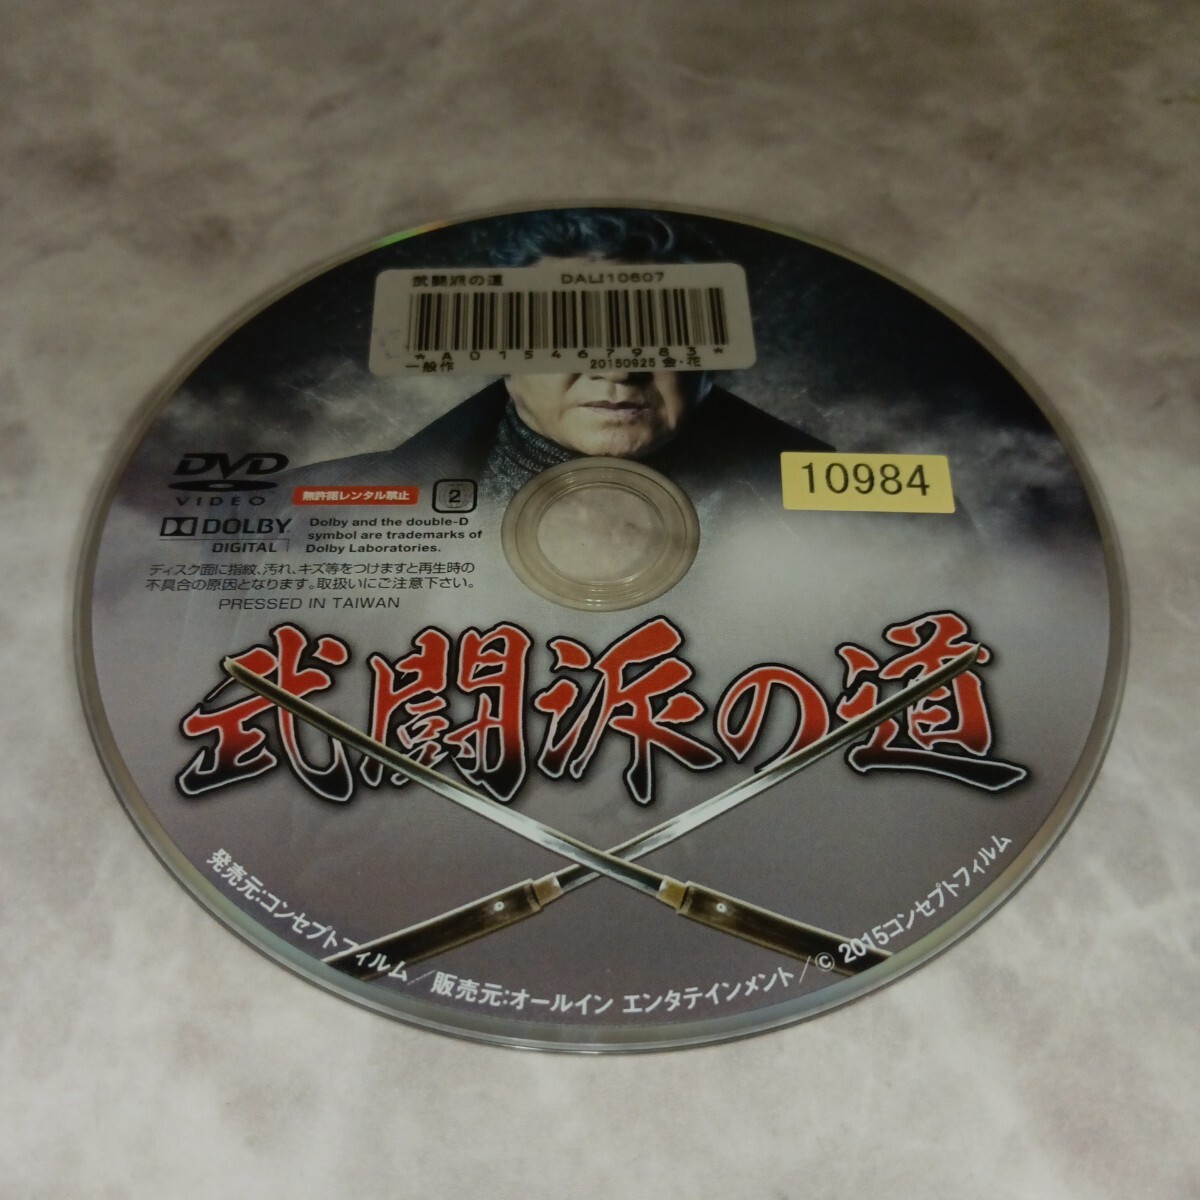 武闘派の道 DALI10607
*A015467983*
一般作 20150925 金・花
10984
DVD
VIDEO
無許諾レンタル禁止
2
DOLBY
DIGITAL
Dolby and the double-D
symbol are trademarks of
Dolby Laboratories.
ディスク面に指紋、汚れ、キズ等をつけますと再生時の
不具合の原因となります。取扱いにご注意下さい。
PRESSED IN TAIWAN
武闘派の道
発売元:コンセプトフィルム/販売元:オールイン エンタテインメント/© 2015コンセプトフィルム